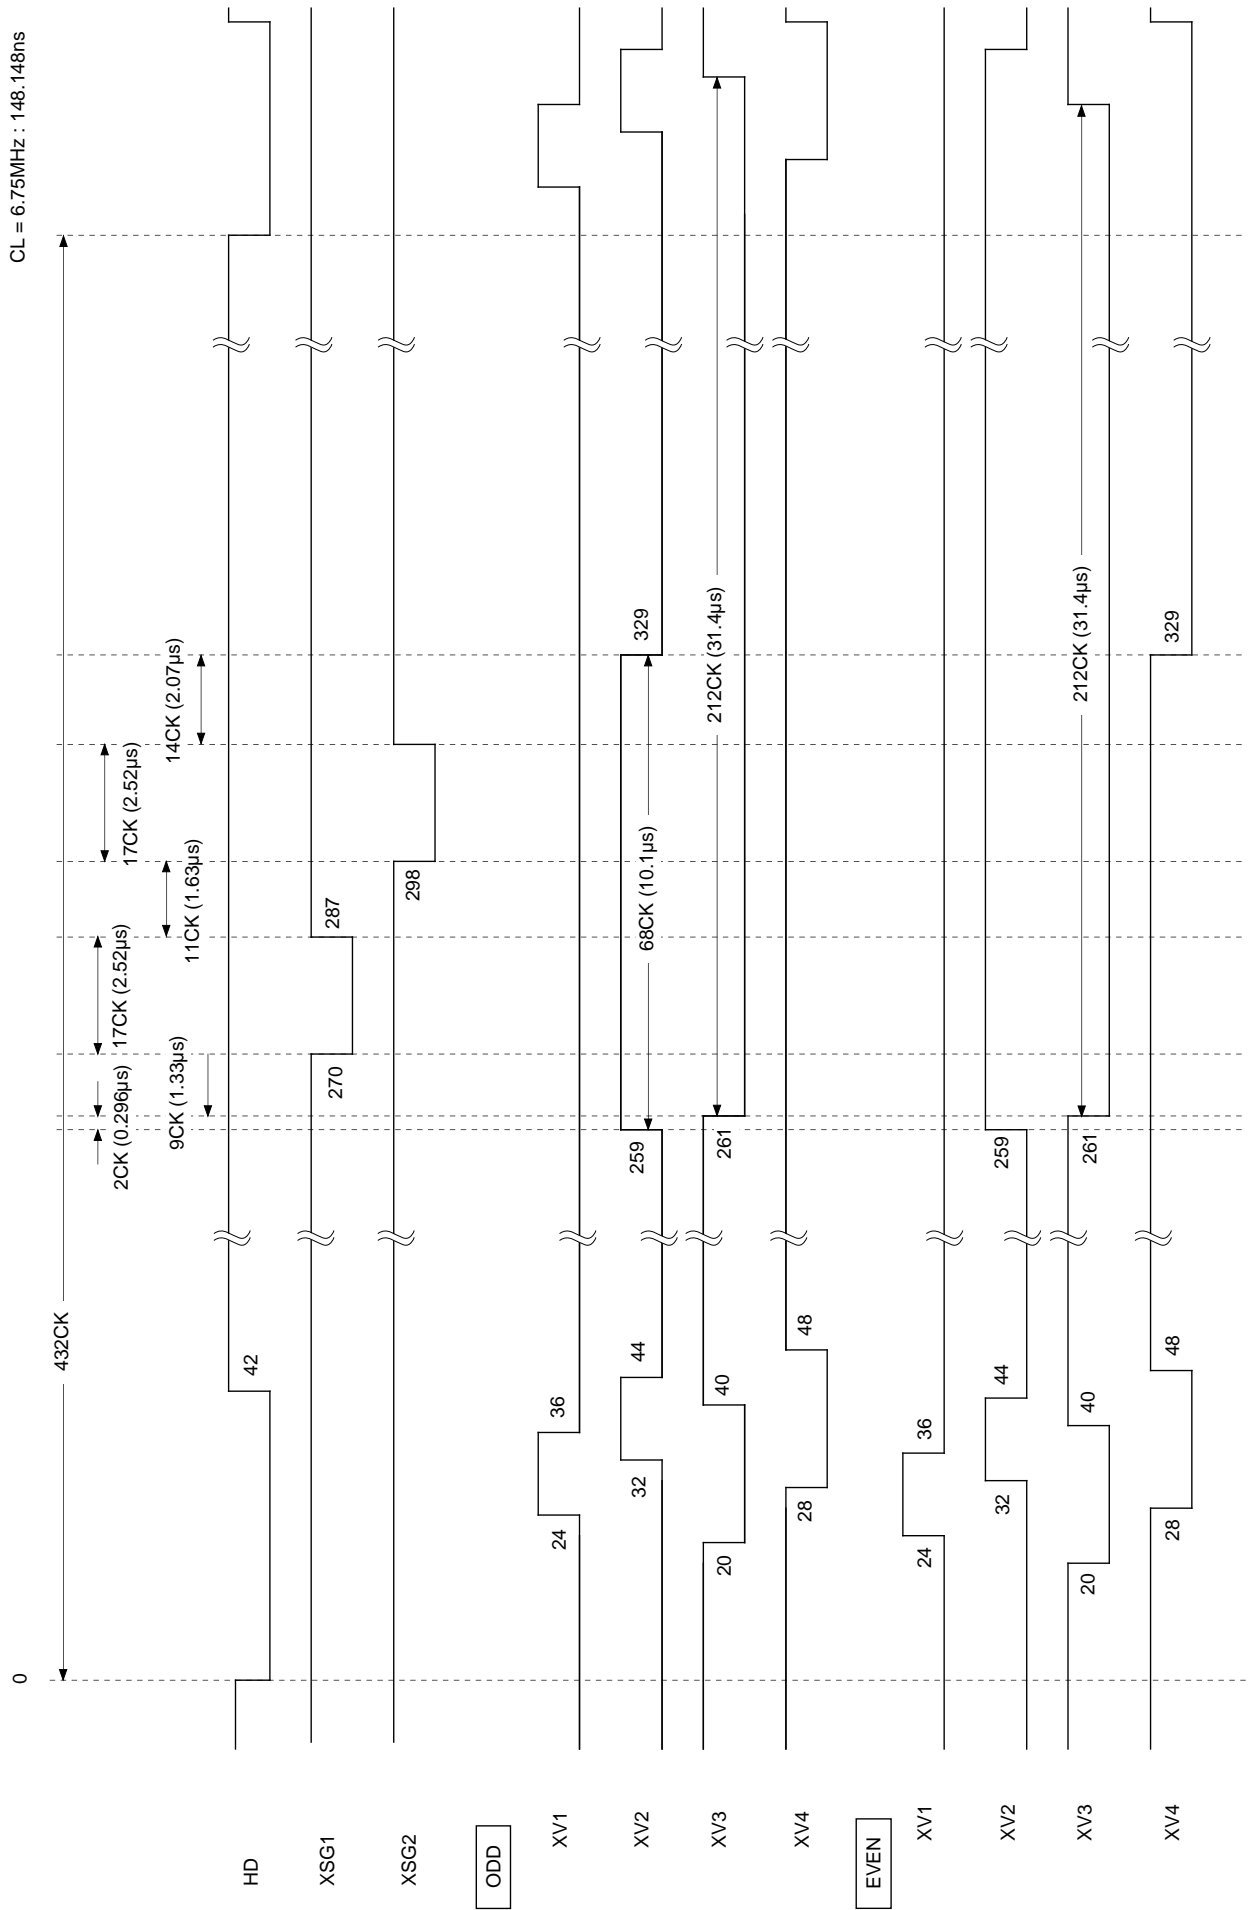 CL = 6.75MHz : 148.148ns
0
432CK
2CK (0.296μs)
17CK (2.52μs)
17CK (2.52μs)
9CK (1.33μs)
11CK (1.63μs)
14CK (2.07μs)
HD
42
XSG1
270
287
XSG2
298
ODD
XV1
24
36
XV2
32
44
259
68CK (10.1μs)
329
XV3
20
40
261
212CK (31.4μs)
XV4
28
48
EVEN
XV1
24
36
XV2
32
44
259
XV3
20
40
261
212CK (31.4μs)
XV4
28
48
329